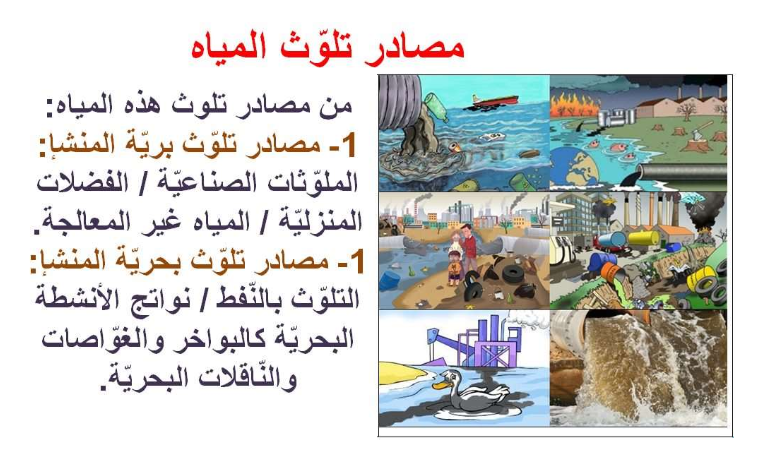 مصادر تلوّث المياه
من مصادر تلوث هذه المياه:
1- مصادر تلوّث بريّة المنشإ:
الملوّثات الصناعيّة / الفضلات
المنزليّة / المياه غير المعالجة.
1- مصادر تلوّث بحريّة المنشإ:
التلوّث بالنّفط / نواتج الأنشطة
البحريّة كالبواخر والغوّاصات
والنّاقلات البحريّة.